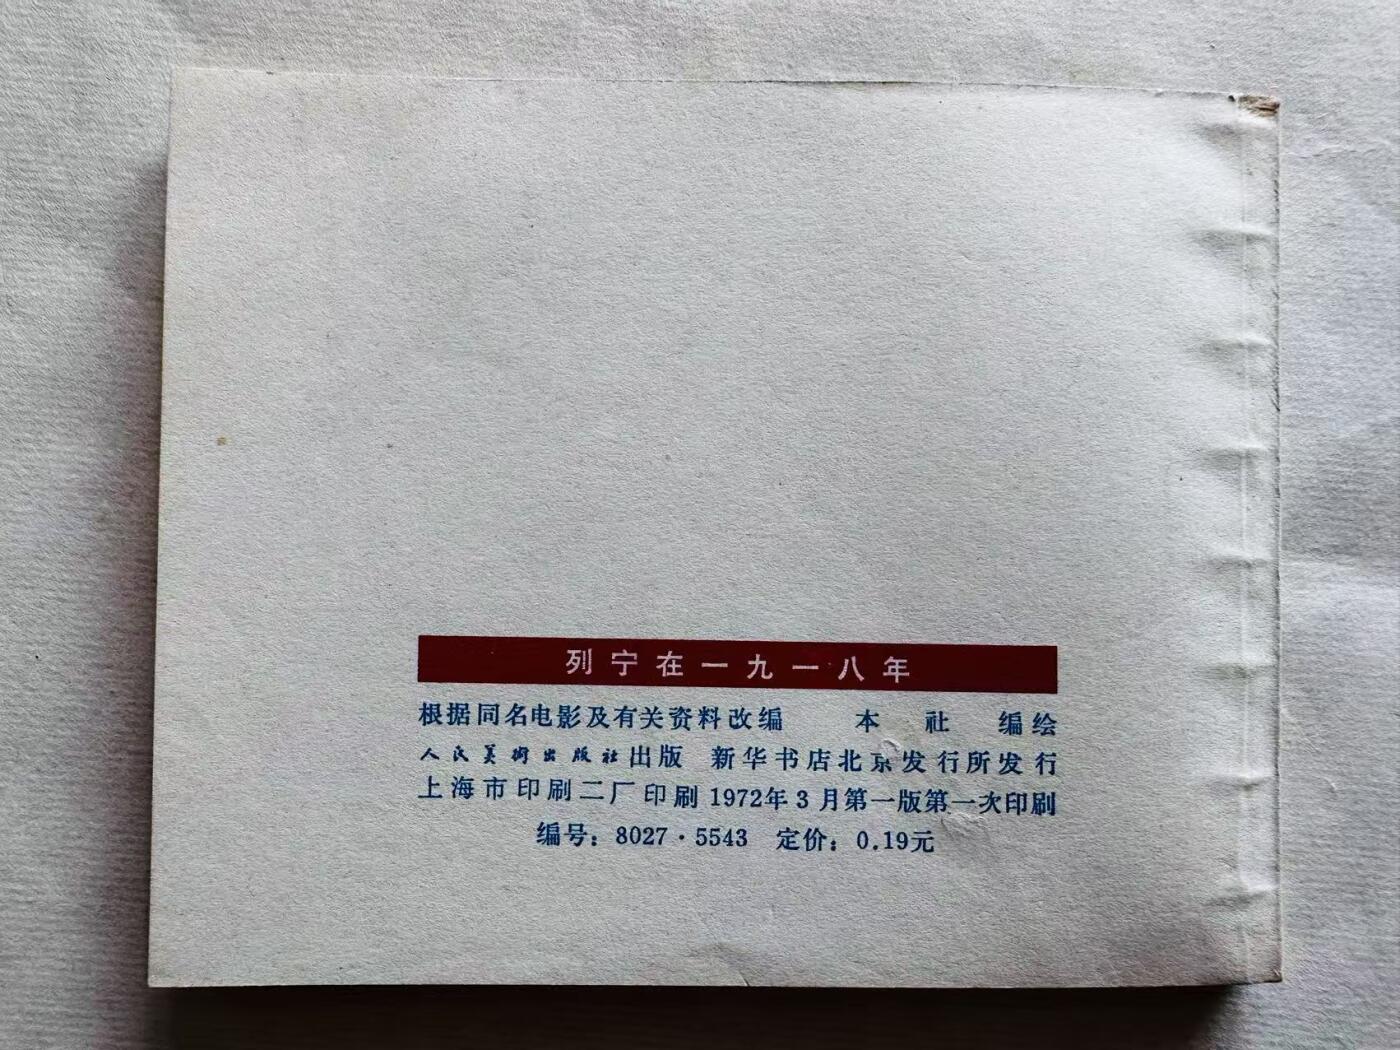 列宁在一九一八年
根据同名电影及有关资料改编 本社 编绘
人民美术出版社出版 新华书店北京发行所发行
上海市印刷二厂印刷 1972年3月第一版第一次印刷
编号：8027·5543 定价：0.19元